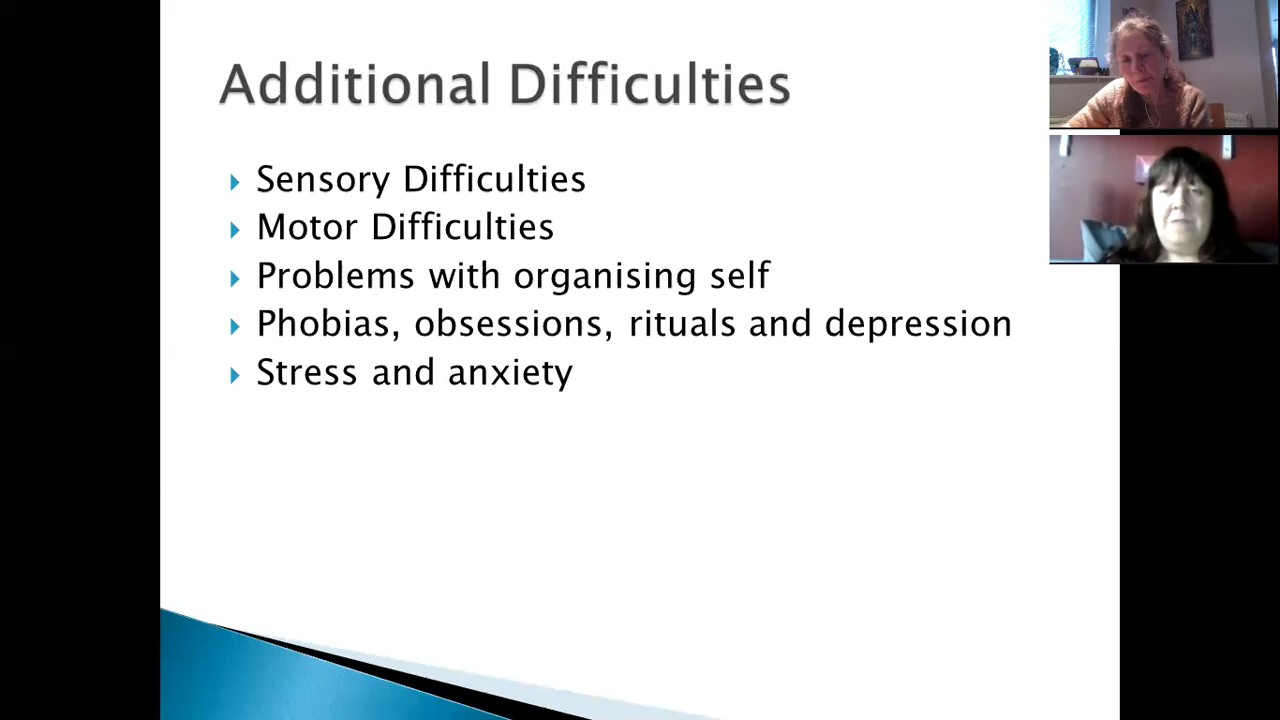 Additional Difficulties
Sensory Difficulties
Motor Difficulties
Problems with organising self
Phobias, obsessions, rituals and depression
Stress and anxiety